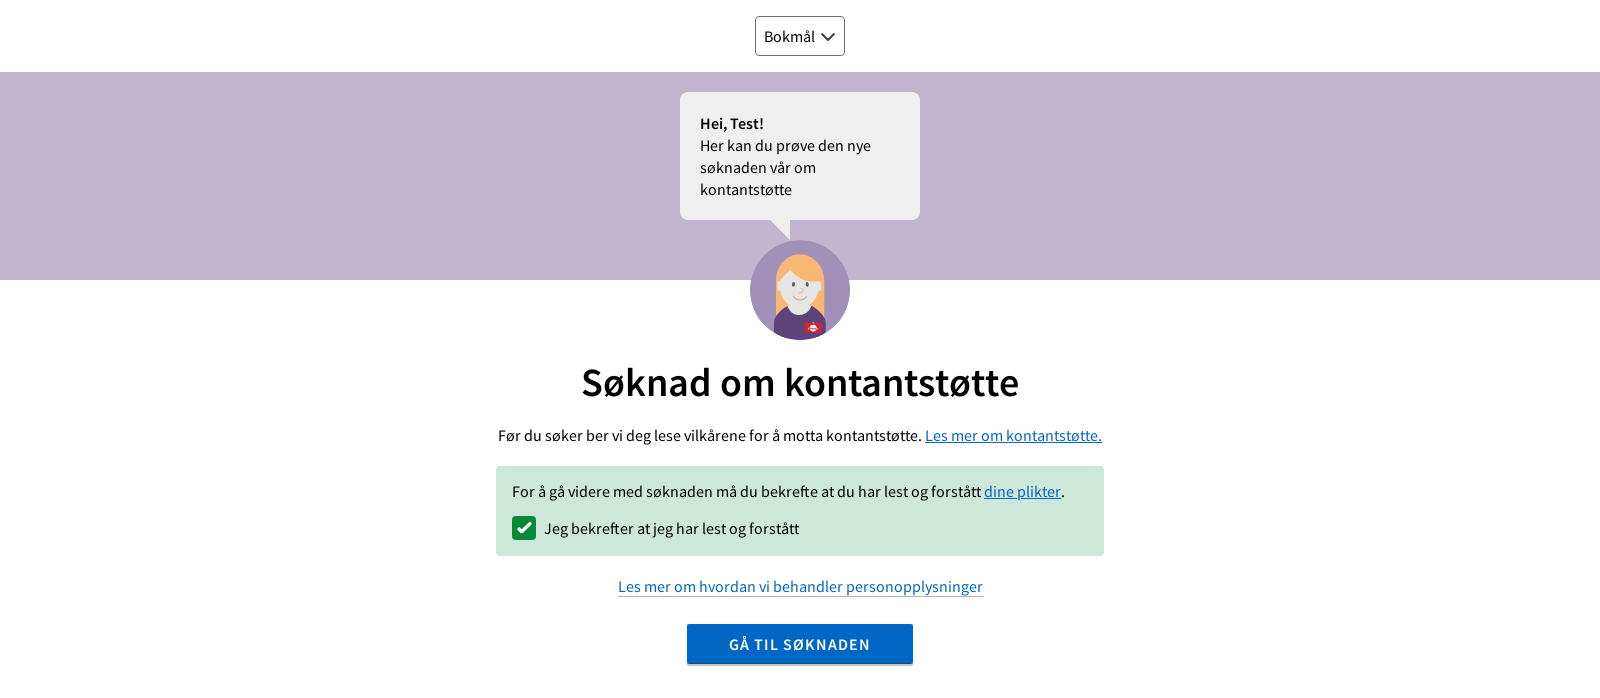 Bokmål
Hei, Test!
Her kan du prøve den nye
søknaden vår om
kontantstøtte
Søknad om kontantstøtte
Før du søker ber vi deg lese vilkårene for å motta kontantstøtte. Les mer om kontantstøtte.
For å gå videre med søknaden må du bekrefte at du har lest og forstått dine plikter.
Jeg bekrefter at jeg har lest og forstått
Les mer om hvordan vi behandler personopplysninger
GÅ TIL SØKNADEN